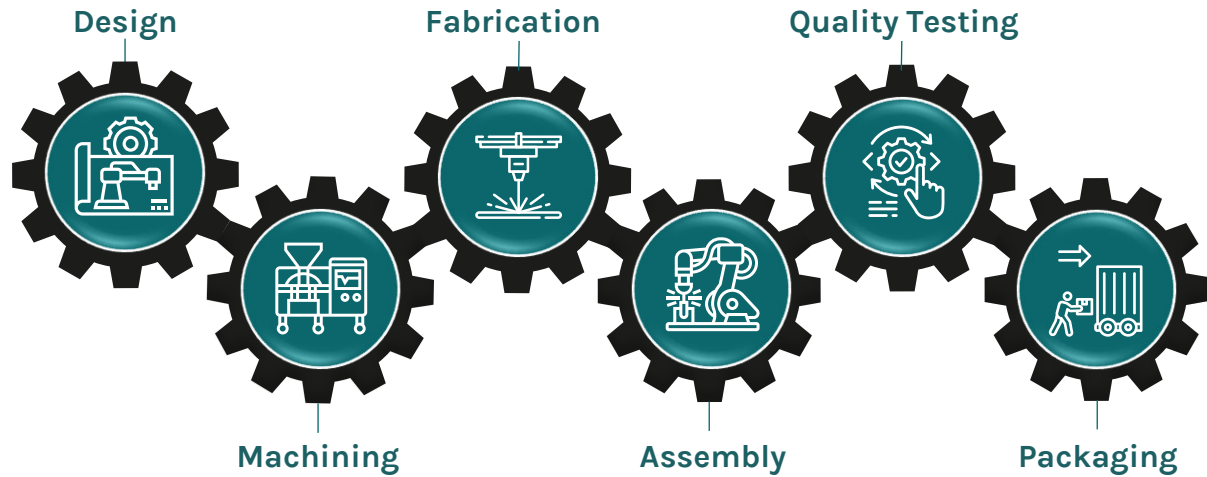 Design
Machining
Fabrication
Assembly
Quality Testing
Packaging